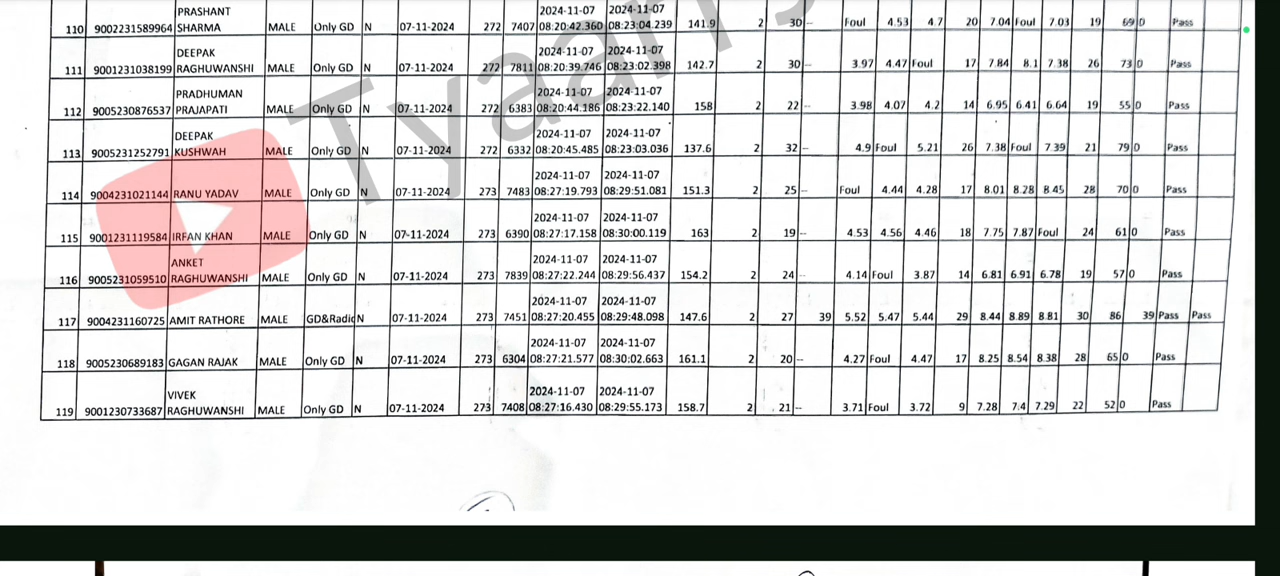 PRASHANT 2024-11-07 2024-11-07
110 9002231589964 SHARMA MALE Only GD N 07-11-2024 272 7407 08:20:42.360 08:23:04.239 141.9 2 30 -- Foul 4.53 4.7 20 7.04 Foul 7.03 19 69 0 Pass
DEEPAK 2024-11-07 2024-11-07
111 9001231038199 RAGHUWANSHI MALE Only GD N 07-11-2024 272 7811 08:20:39.746 08:23:02.398 142.7 2 30 -- 3.97 4.47 Foul 17 7.84 8.1 7.38 26 73 0 Pass
PRADHUMAN 2024-11-07 2024-11-07
112 9005230876537 PRAJAPATI MALE Only GD N 07-11-2024 272 6383 08:20:44.186 08:23:22.140 158 2 22 -- 3.98 4.07 4.2 14 6.95 6.41 6.64 19 55 0 Pass
DEEPAK 2024-11-07 2024-11-07
113 9005231252791 KUSHWAH MALE Only GD N 07-11-2024 272 6332 08:20:45.485 08:23:03.036 137.6 2 32 -- 4.9 Foul 5.21 26 7.38 Foul 7.39 21 79 0 Pass
2024-11-07 2024-11-07
114 9004231021144 RANU YADAV MALE Only GD N 07-11-2024 273 7483 08:27:19.793 08:29:51.081 151.3 2 25 -- Foul 4.44 4.28 17 8.01 8.28 8.45 28 70 0 Pass
2024-11-07 2024-11-07
115 9001231119584 IRFAN KHAN MALE Only GD N 07-11-2024 273 6390 08:27:17.158 08:30:00.119 163 2 19 -- 4.53 4.56 4.46 18 7.75 7.87 Foul 24 61 0 Pass
ANKET 2024-11-07 2024-11-07
116 9005231059510 RAGHUWANSHI MALE Only GD N 07-11-2024 273 7839 08:27:22.244 08:29:56.437 154.2 2 24 -- 4.14 Foul 3.87 14 6.81 6.91 6.78 19 57 0 Pass
2024-11-07 2024-11-07
117 9004231160725 AMIT RATHORE MALE GD&Radic N 07-11-2024 273 7451 08:27:20.455 08:29:48.098 147.6 2 27 39 5.52 5.47 5.44 29 8.44 8.89 8.81 30 86 39 Pass Pass
2024-11-07 2024-11-07
118 9005230689183 GAGAN RAJAK MALE Only GD N 07-11-2024 273 6304 08:27:21.577 08:30:02.663 161.1 2 20 -- 4.27 Foul 4.47 17 8.25 8.54 8.38 28 65 0 Pass
VIVEK 2024-11-07 2024-11-07
119 9001230733687 RAGHUWANSHI MALE Only GD N 07-11-2024 273 7408 08:27:16.430 08:29:55.173 158.7 2 21 -- 3.71 Foul 3.72 9 7.28 7.4 7.29 22 52 0 Pass